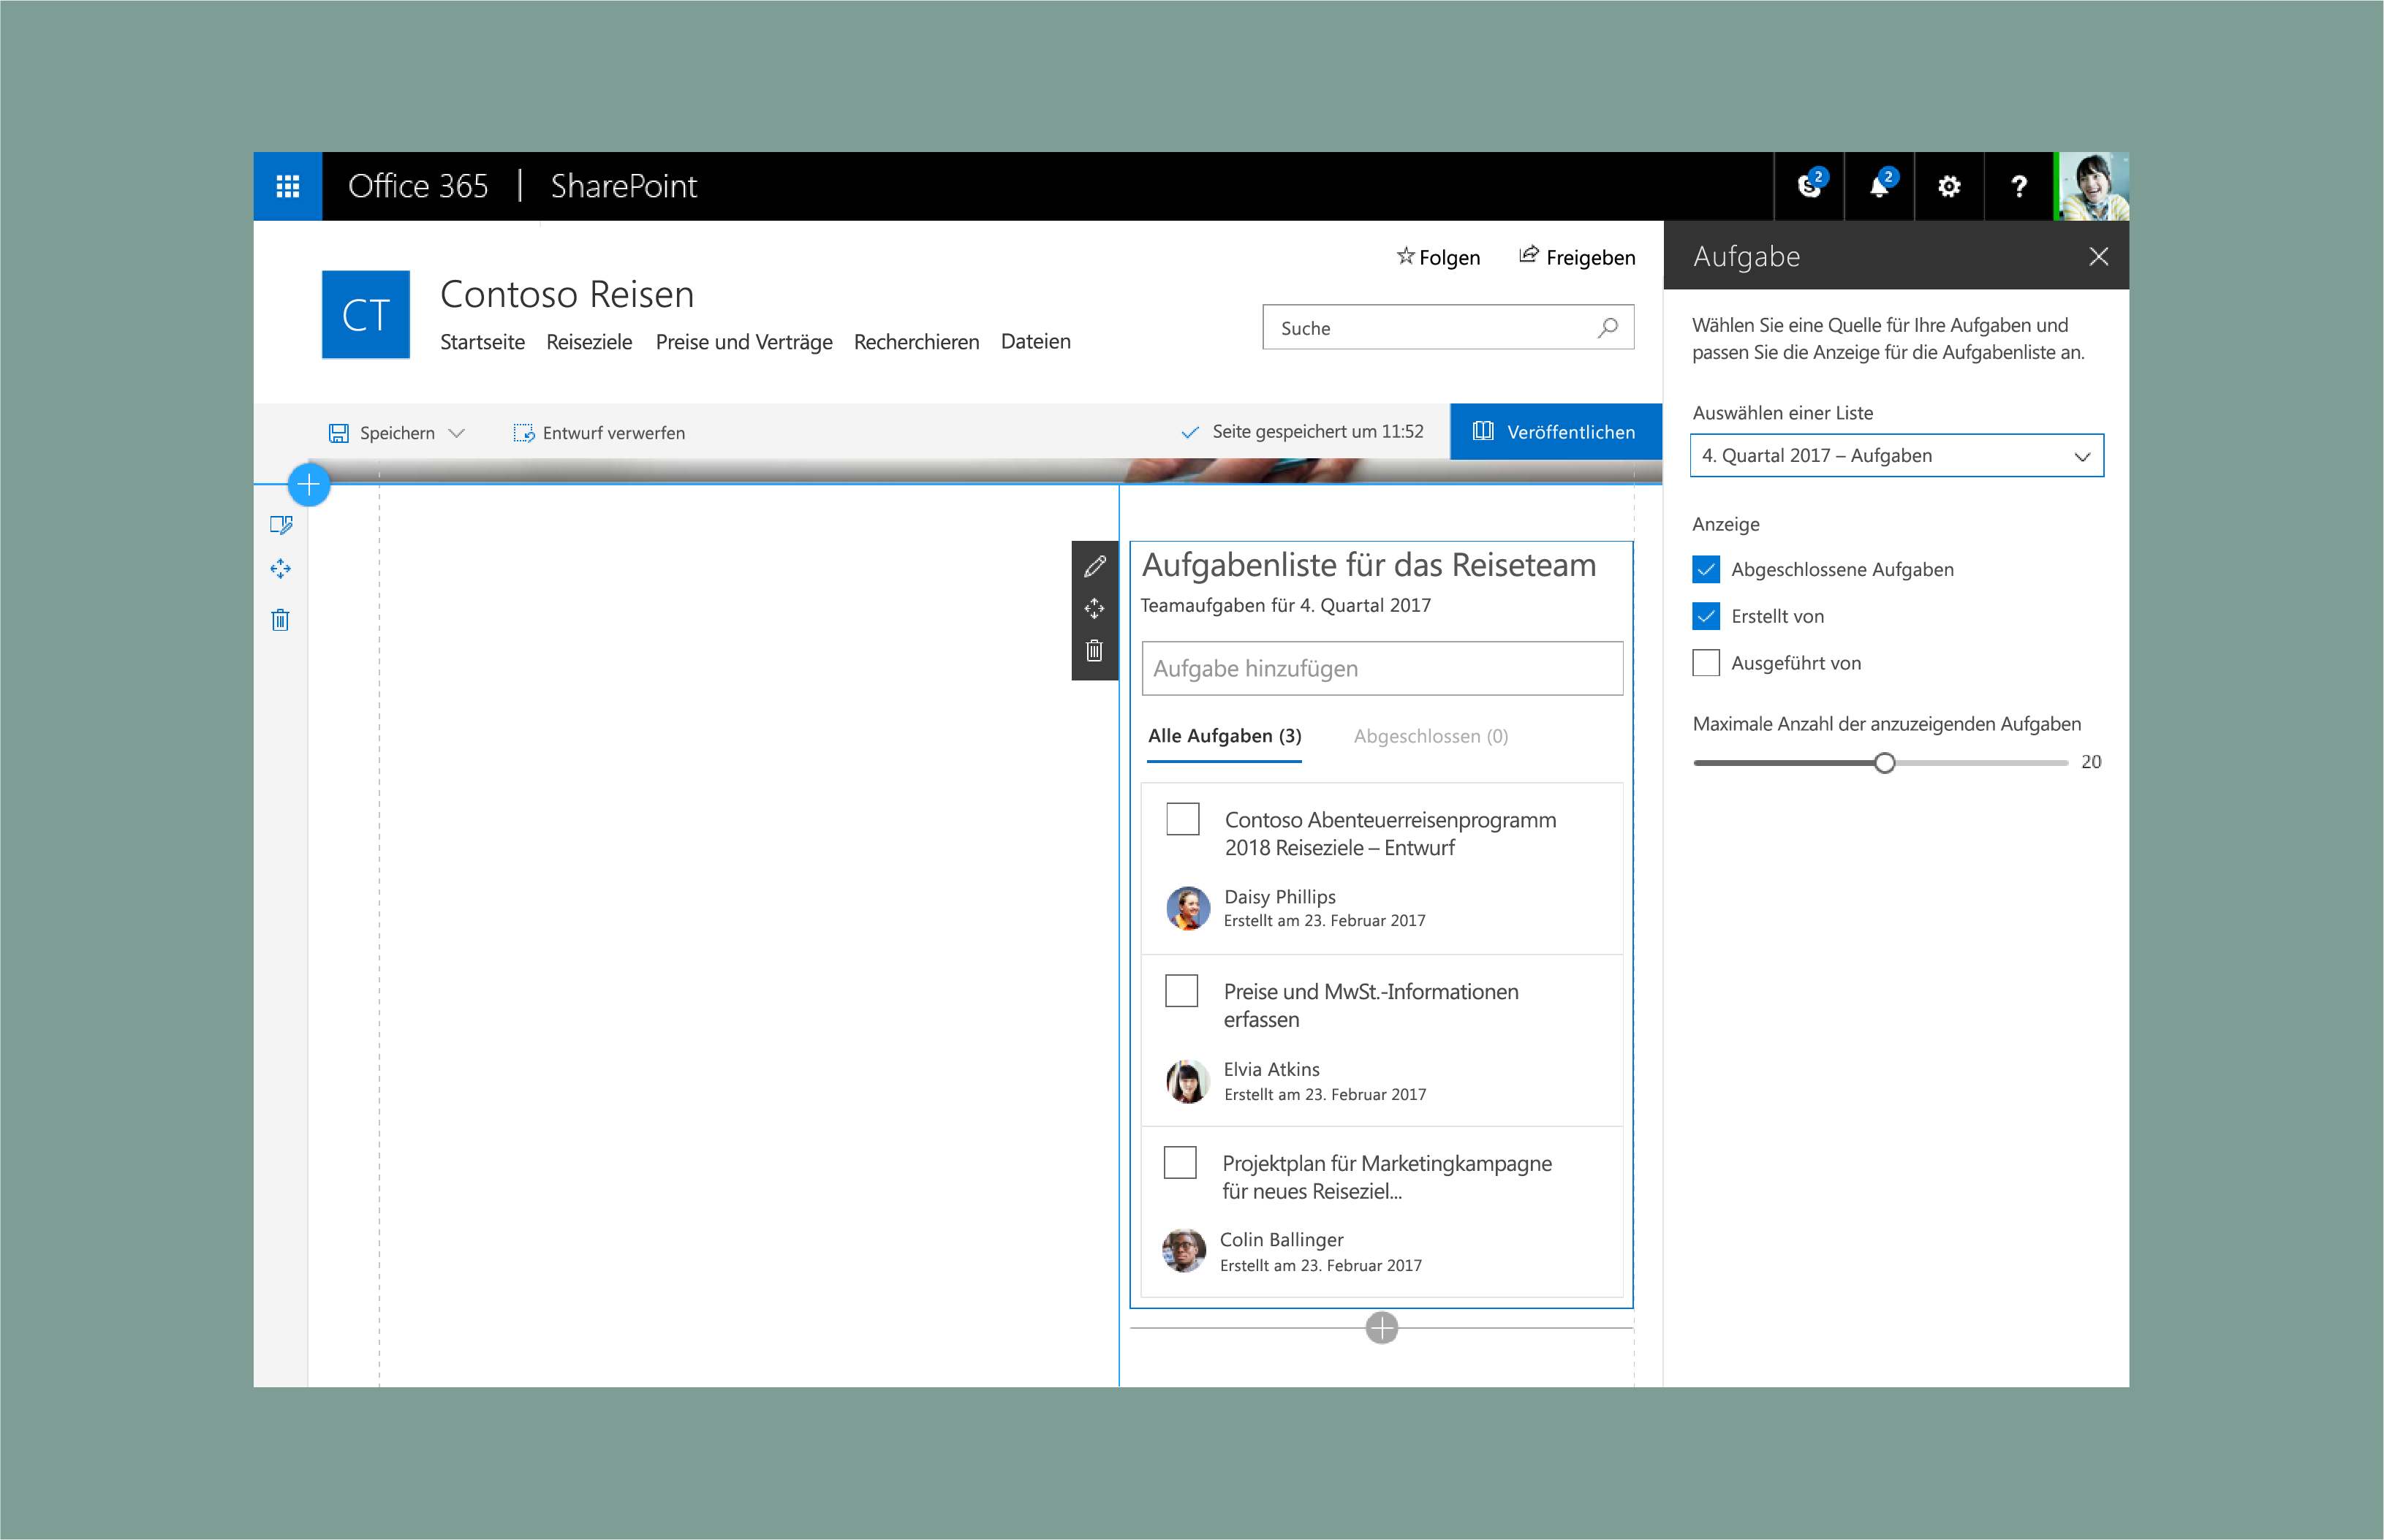 Office 365 | SharePoint
2
2
?
Folgen
Freigeben
CT
Contoso Reisen
Startseite Reiseziele Preise und Verträge Recherchieren Dateien
Suche
Speichern
Entwurf verwerfen
Seite gespeichert um 11:52
Veröffentlichen
Aufgabenliste für das Reiseteam
Teamaufgaben für 4. Quartal 2017
Aufgabe hinzufügen
Alle Aufgaben (3)
Abgeschlossen (0)
Contoso Abenteuerreisenprogramm
2018 Reiseziele – Entwurf
Daisy Phillips
Erstellt am 23. Februar 2017
Preise und MwSt.-Informationen
erfassen
Elvia Atkins
Erstellt am 23. Februar 2017
Projektplan für Marketingkampagne
für neues Reiseziel...
Colin Ballinger
Erstellt am 23. Februar 2017
Aufgabe
Wählen Sie eine Quelle für Ihre Aufgaben und
passen Sie die Anzeige für die Aufgabenliste an.
Auswählen einer Liste
4. Quartal 2017 – Aufgaben
Anzeige
Abgeschlossene Aufgaben
Erstellt von
Ausgeführt von
Maximale Anzahl der anzuzeigenden Aufgaben
20